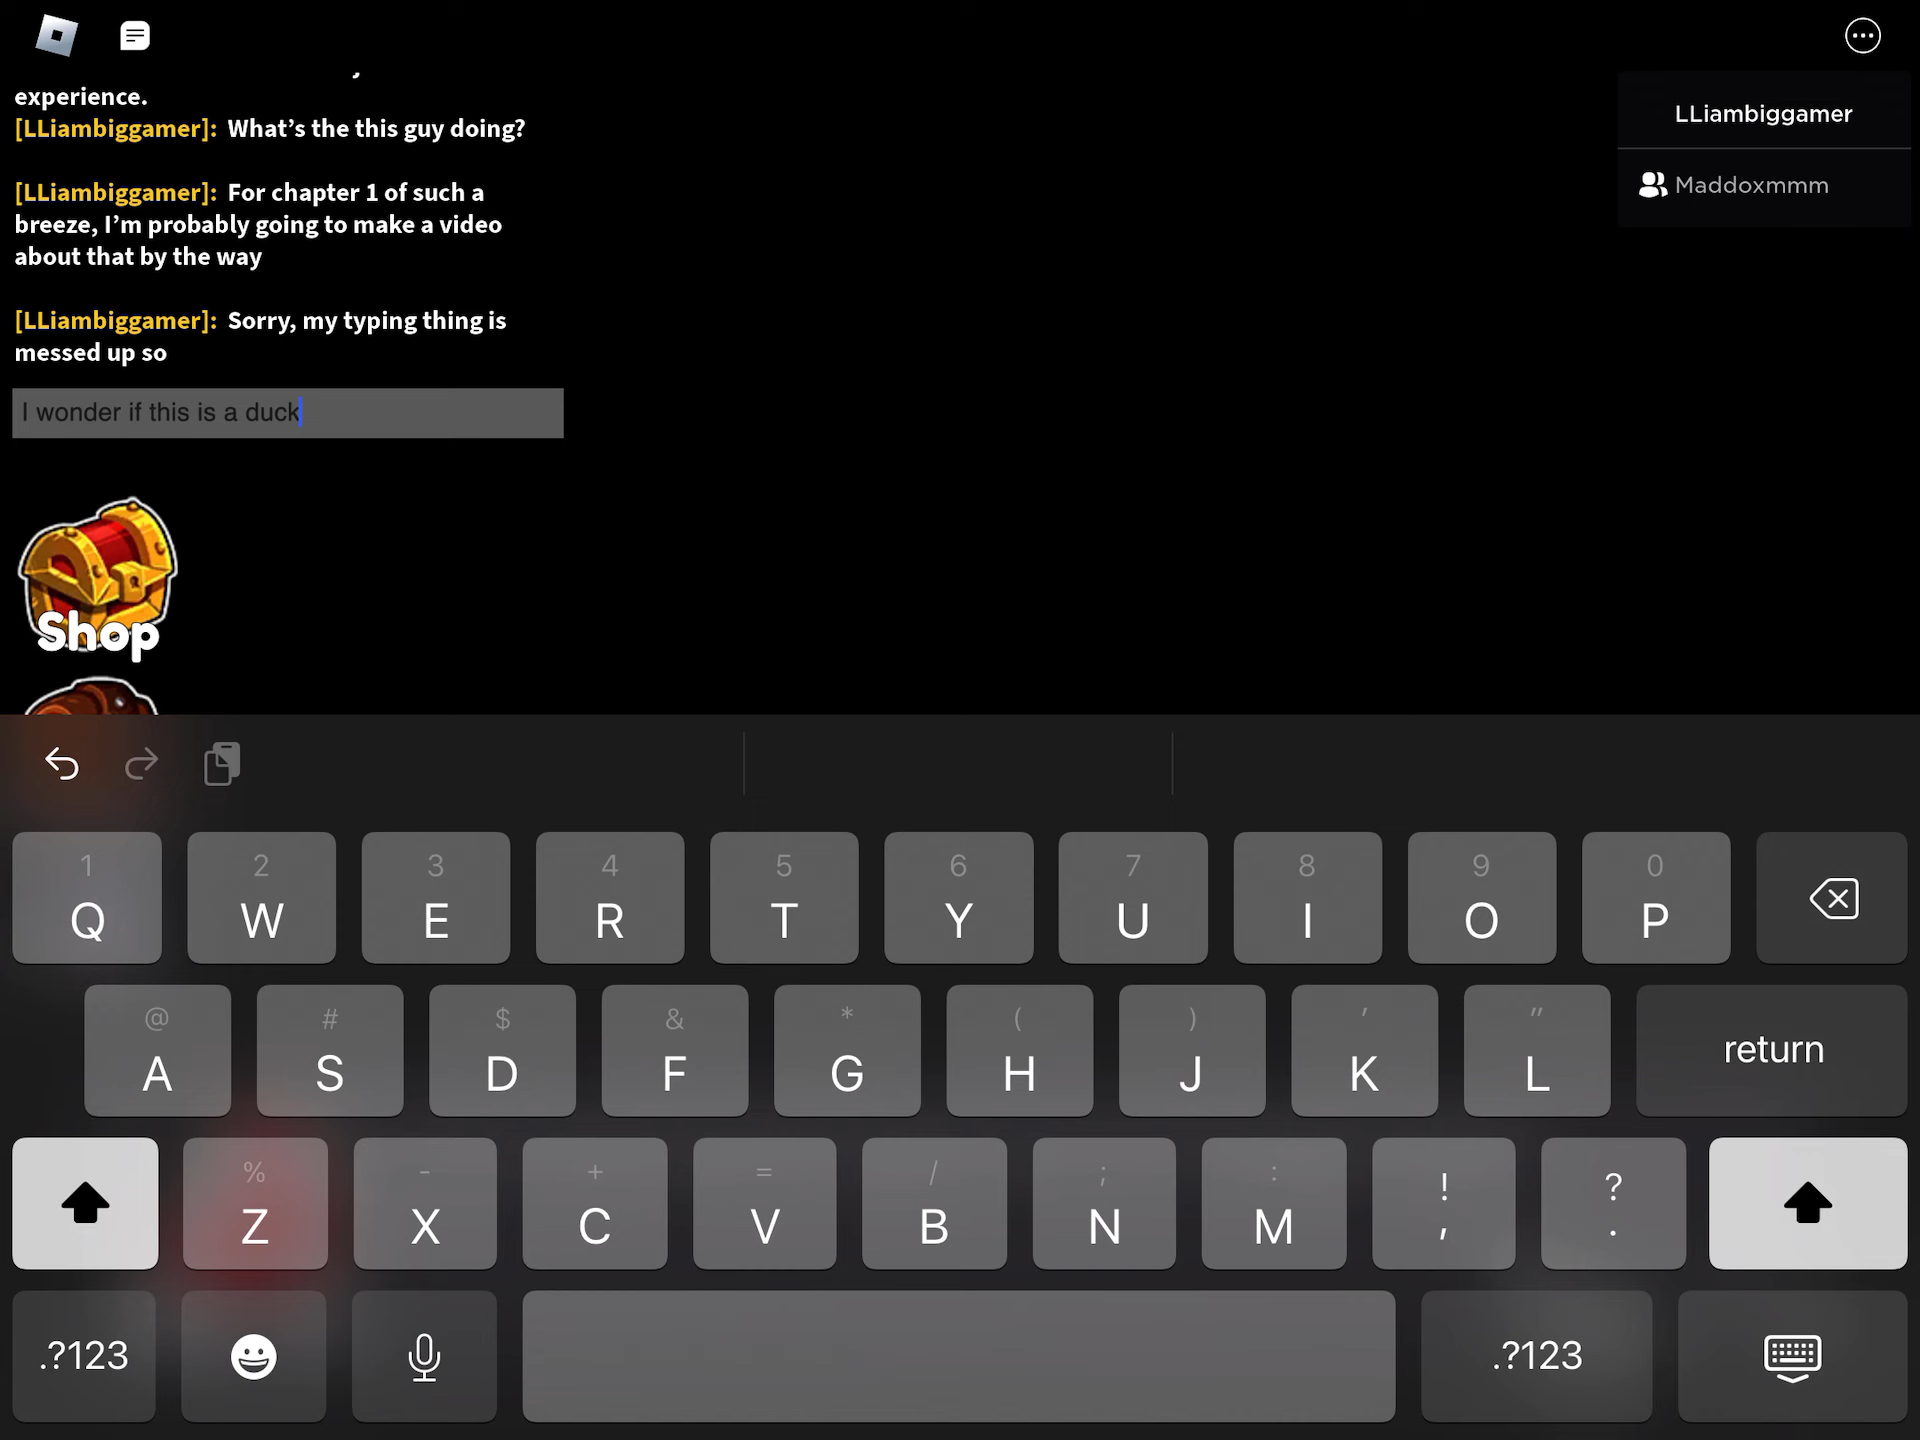 experience.
[LLiambiggamer]: What's the this guy doing?
[LLiambiggamer]: For chapter 1 of such a
breeze, I'm probably going to make a video
about that by the way
[LLiambiggamer]: Sorry, my typing thing is
messed up so
I wonder if this is a duck
LLiambiggamer
Maddoxmmm
Shop
1 2 3 4 5 6 7 8 9 0
Q W E R T Y U I O P
@ # $ & * ( ) ' "
A S D F G H J K L return
% - + = / ; : ! ?
Z X C V B N M , .
.?123 .?123